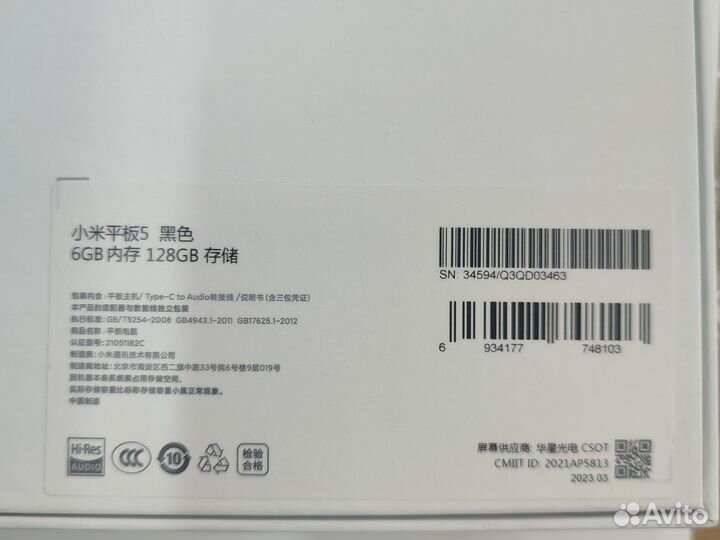 小米平板5 黑色
6GB 内存 128GB 存储
包装内含: 平板主机/ Type-C to Audio转接线 /说明书 (含三包凭证)
本产品的适配器与数据线独立包装
执行标准: GB/T9254-2008 GB4943.1-2011 GB17625.1-2012
商品名称: 平板电脑
认证型号: 21051182C
制造商: 小米通讯技术有限公司
制造商地址: 北京市海淀区西二旗中路33号院6号楼9层019号
因机器本身系统需占用存储空间,
实际存储容量比标称存储容量小属正常现象。
中国制造
Hi-Res
AUDIO
CCC
10
检验
合格
SN: 34594/Q3QD03463
6 934177 748103
屏幕供应商: 华星光电 CSOT
CMIIT ID: 2021AP5813
2023.03
Avito